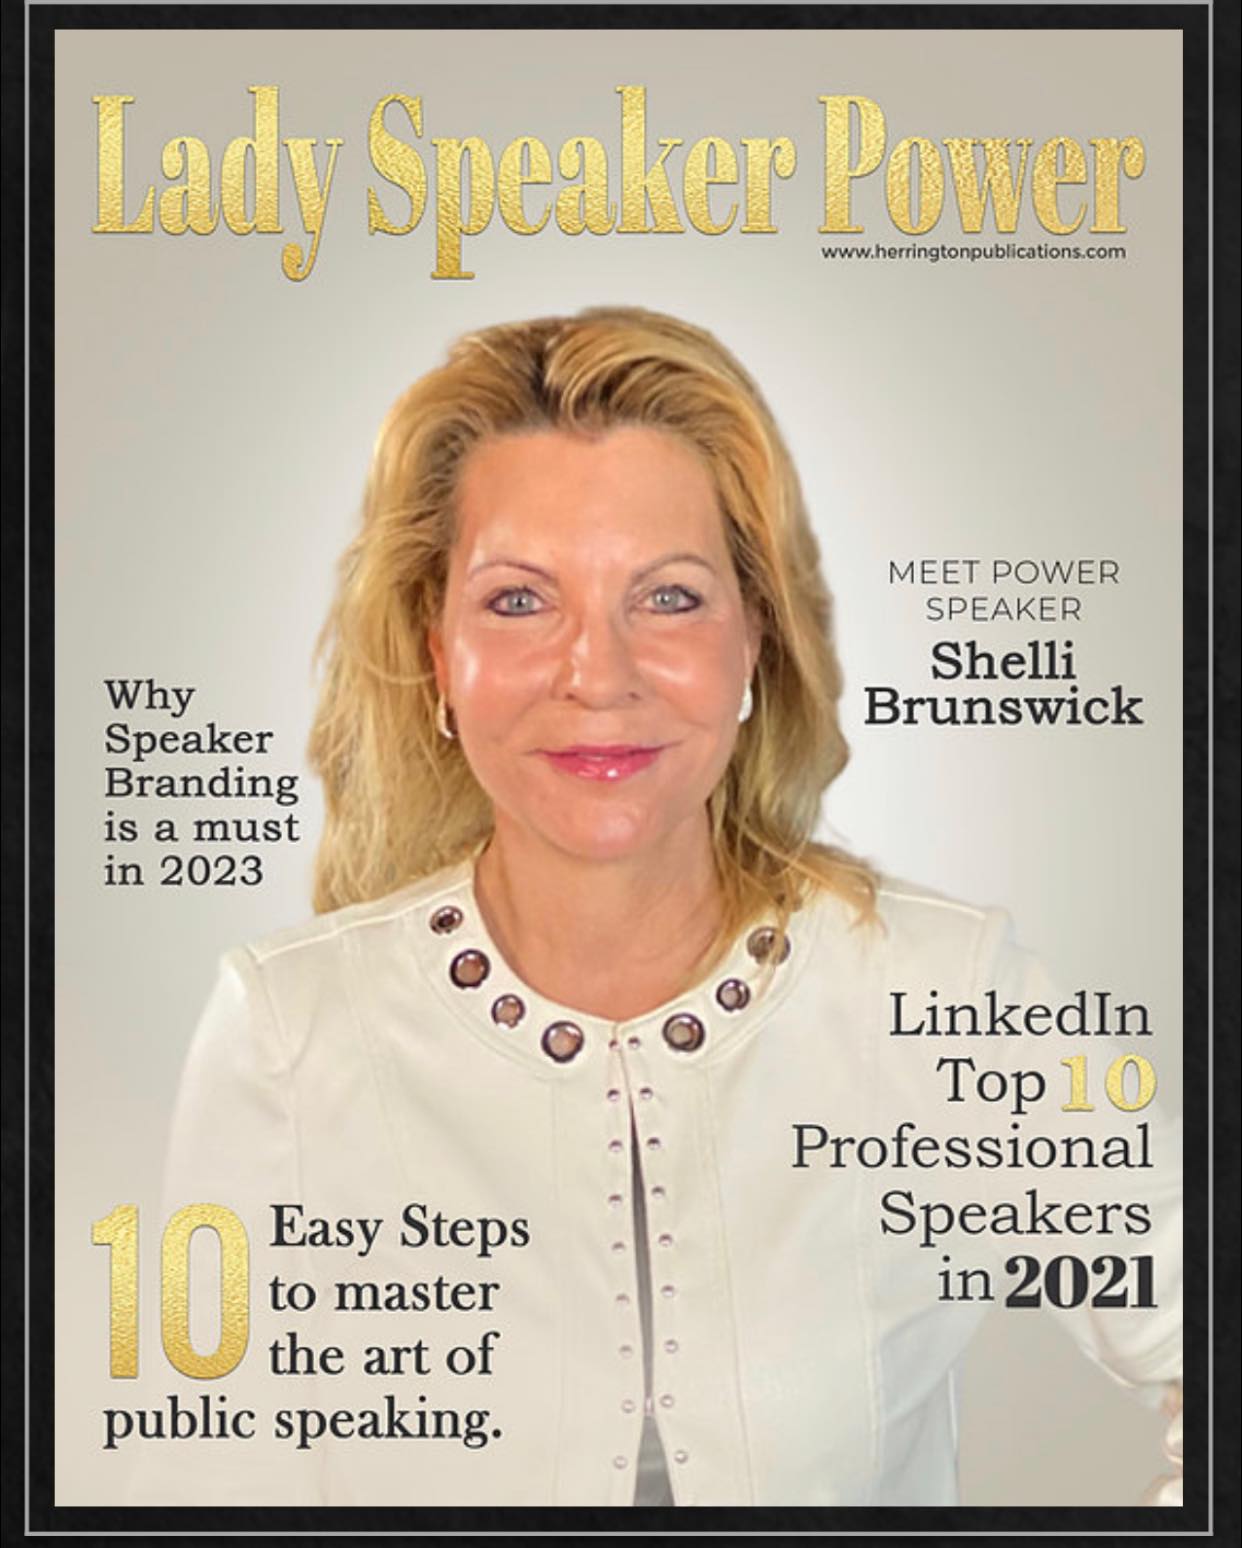 Lady Speaker Power
www.herringtonpublications.com
MEET POWER
SPEAKER
Shelli
Brunswick
Why
Speaker
Branding
is a must
in 2023
LinkedIn
Top 10
Professional
Speakers
in 2021
10 Easy Steps
to master
the art of
public speaking.